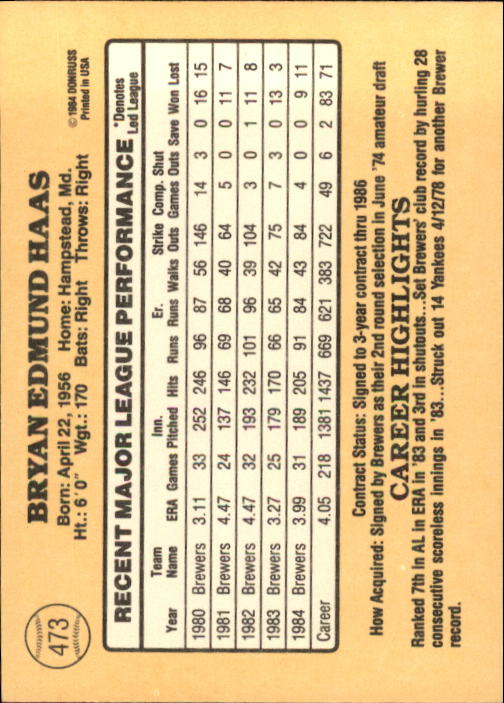 473
BRYAN EDMUND HAAS
Born: April 22, 1956 Home: Hampstead, Md.
Ht.: 6'0" Wgt.: 170 Bats: Right Throws: Right
© 1984 DONRUSS
Printed in USA
RECENT MAJOR LEAGUE PERFORMANCE
*Denotes
Led League
Team Inn. Er. Strike Comp. Shut
Year Name ERA Games Pitched Hits Runs Runs Walks Outs Games Outs Save Won Lost
1980 Brewers 3.11 33 252 246 96 87 56 146 14 3 0 16 15
1981 Brewers 4.47 24 137 146 69 68 40 64 5 0 0 11 7
1982 Brewers 4.47 32 193 232 101 96 39 104 3 0 1 11 8
1983 Brewers 3.27 25 179 170 66 65 42 75 7 3 0 13 3
1984 Brewers 3.99 31 189 205 91 84 43 84 4 0 0 9 11
Career 4.05 218 1381 1437 669 621 383 722 49 6 2 83 71
Contract Status: Signed to 3-year contract thru 1986
How Acquired: Signed by Brewers as their 2nd round selection in June '74 amateur draft
CAREER HIGHLIGHTS
Ranked 7th in AL in ERA in '83 and 3rd in shutouts...Set Brewers' club record by hurling 28
consecutive scoreless innings in '83...Struck out 14 Yankees 4/12/78 for another Brewer
record.